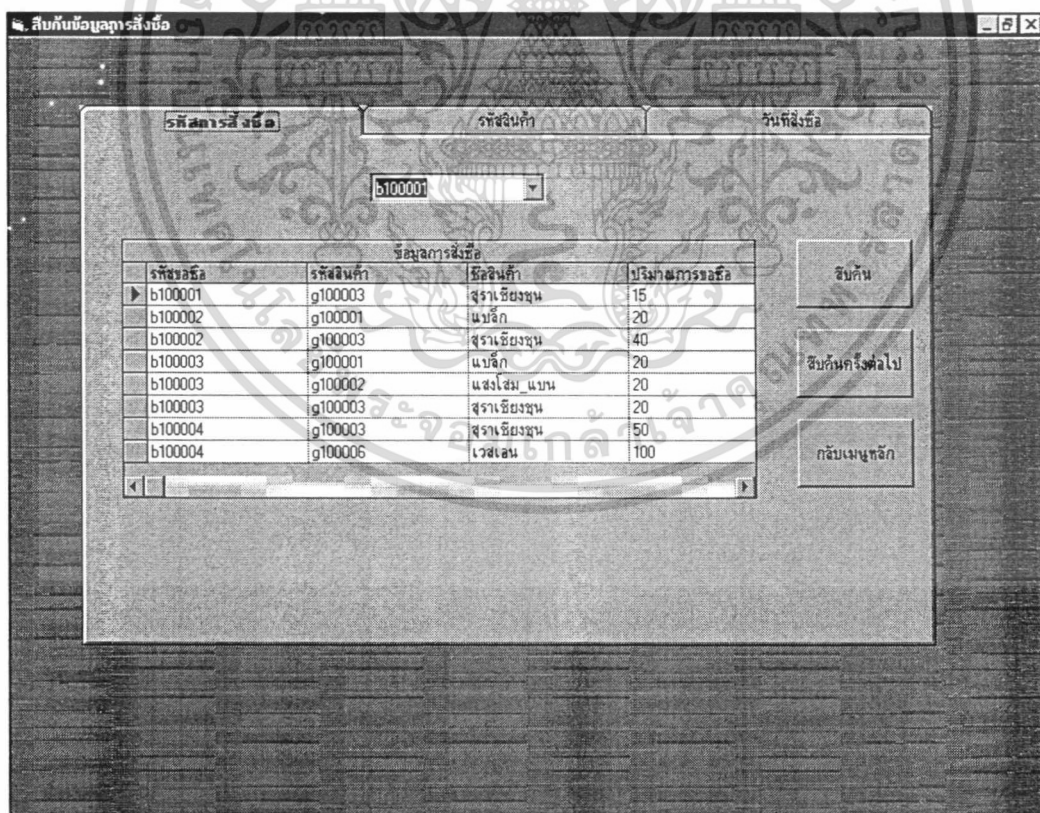 สืบค้นข้อมูลการสั่งซื้อ
รหัสการสั่งซื้อ รหัสสินค้า วันที่สั่งซื้อ
b100001
ข้อมูลการสั่งซื้อ
รหัสขอซื้อ รหัสสินค้า ชื่อสินค้า ปริมาณการขอซื้อ
b100001 g100003 สุราเชียงชุน 15
b100002 g100001 แบล็ก 20
b100002 g100003 สุราเชียงชุน 40
b100003 g100001 แบล็ก 20
b100003 g100002 แสงโสม_แบน 20
b100003 g100003 สุราเชียงชุน 20
b100004 g100003 สุราเชียงชุน 50
b100004 g100006 เวสเอน 100
สืบค้น
สืบค้นครั้งต่อไป
กลับเมนูหลัก